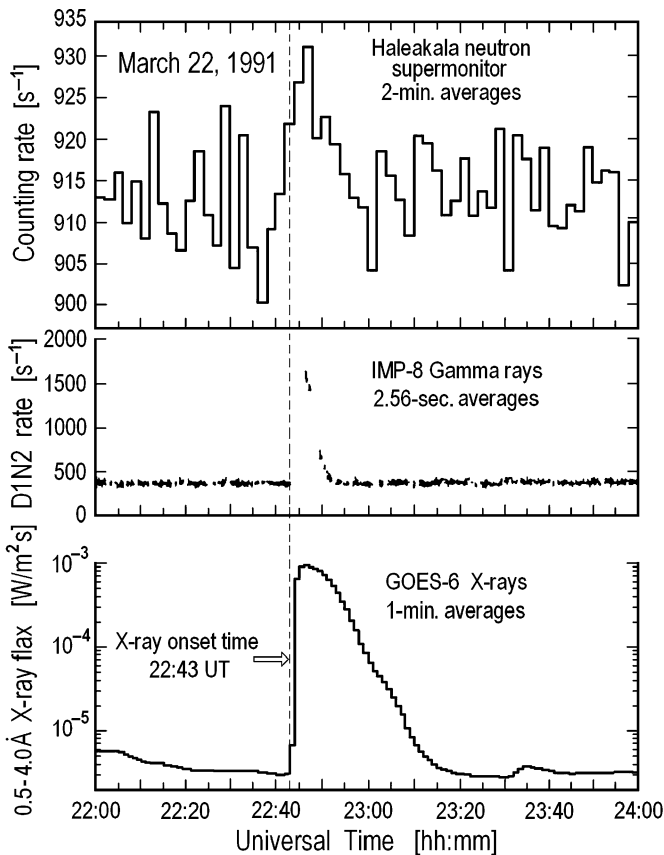 935
930
925
920
915
910
905
900
Counting rate [s⁻¹]
March 22, 1991
Haleakala neutron
supermonitor
2-min. averages
2000
1500
1000
500
0
D1N2 rate [s⁻¹]
IMP-8 Gamma rays
2.56-sec. averages
10⁻³
10⁻⁴
10⁻⁵
0.5-4.0Å X-ray flax [W/m²s]
GOES-6 X-rays
1-min. averages
X-ray onset time
22:43 UT
22:00 22:20 22:40 23:00 23:20 23:40 24:00
Universal Time [hh:mm]